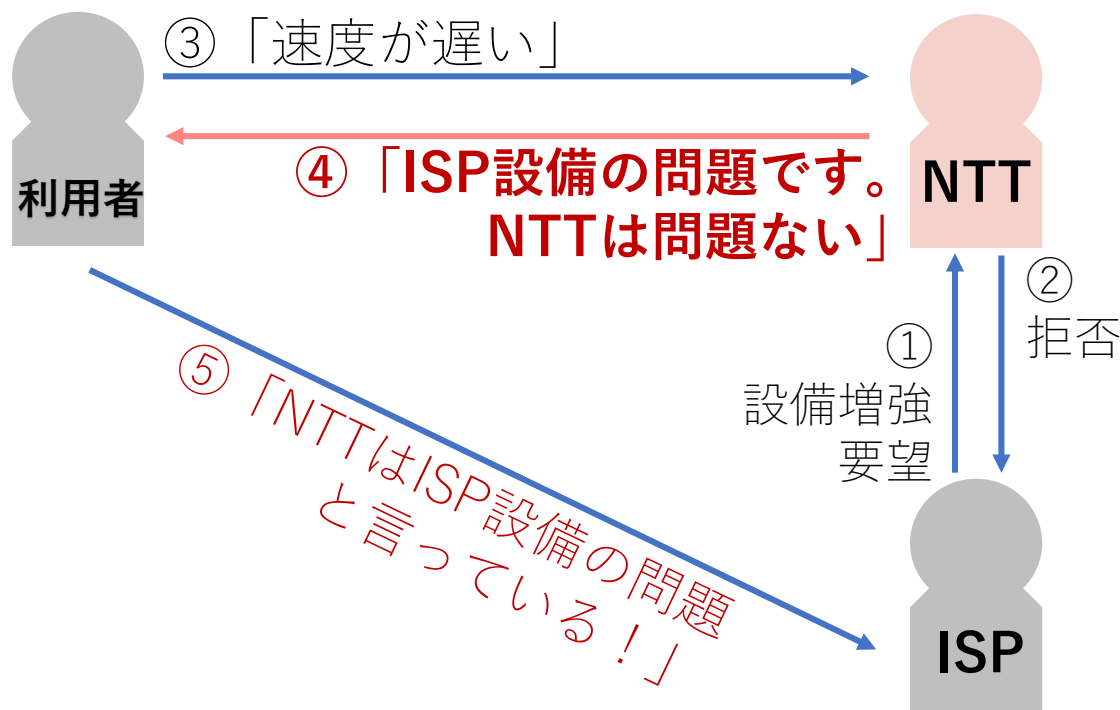 ③「速度が遅い」
④「ISP設備の問題です。
NTTは問題ない」
利用者
NTT
②
拒否
①
設備増強
要望
⑤「NTTはISP設備の問題
と言っている！」
ISP